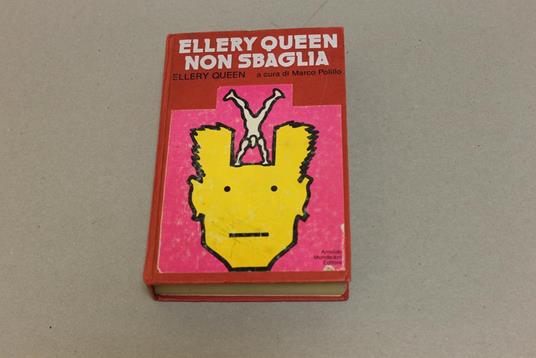 ELLERY QUEEN
NON SBAGLIA
ELLERY QUEEN a cura di Marco Polillo
Arnoldo
Mondadori
Editore